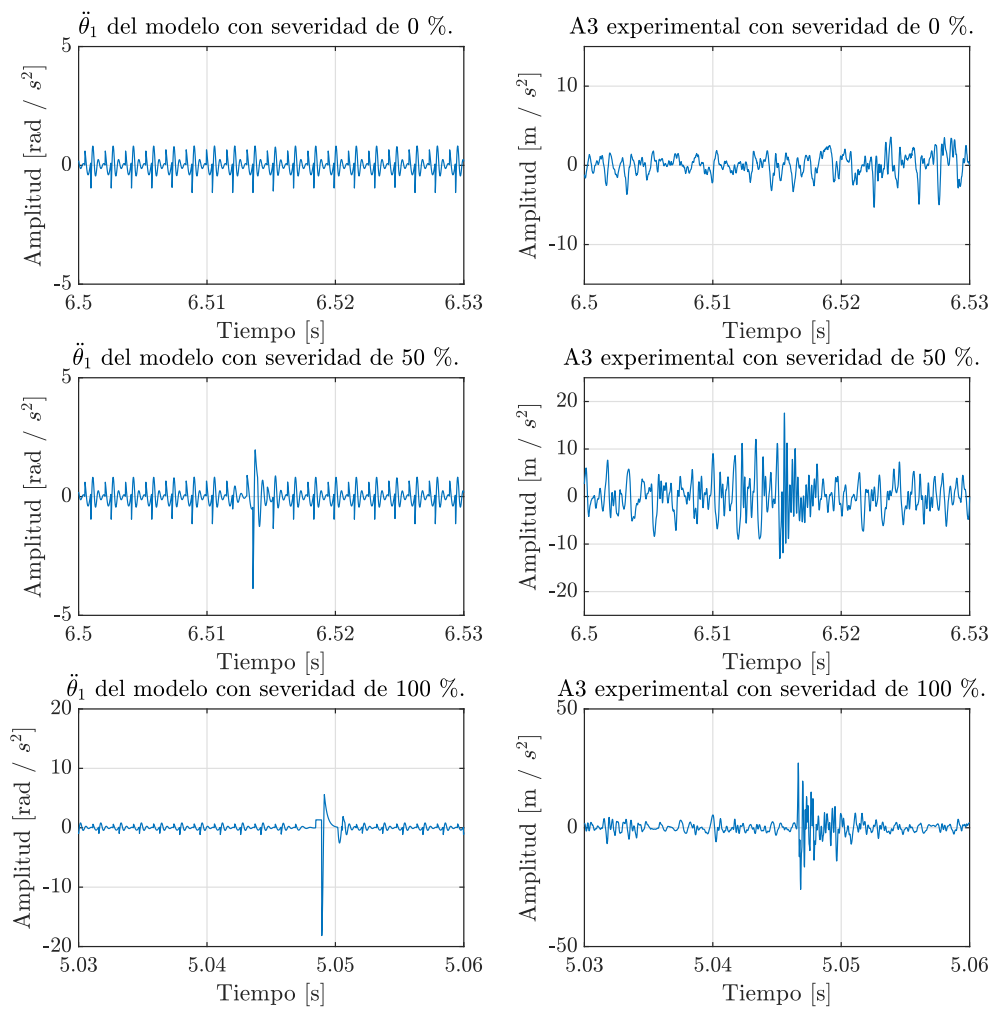 θ̈₁ del modelo con severidad de 0 %.
5
0
-5
Amplitud [rad / s²]
6.5 6.51 6.52 6.53
Tiempo [s]
A3 experimental con severidad de 0 %.
10
0
-10
Amplitud [m / s²]
6.5 6.51 6.52 6.53
Tiempo [s]
θ̈₁ del modelo con severidad de 50 %.
5
0
-5
Amplitud [rad / s²]
6.5 6.51 6.52 6.53
Tiempo [s]
A3 experimental con severidad de 50 %.
20
10
0
-10
-20
Amplitud [m / s²]
6.5 6.51 6.52 6.53
Tiempo [s]
θ̈₁ del modelo con severidad de 100 %.
20
10
0
-10
-20
Amplitud [rad / s²]
5.03 5.04 5.05 5.06
Tiempo [s]
A3 experimental con severidad de 100 %.
50
0
-50
Amplitud [m / s²]
5.03 5.04 5.05 5.06
Tiempo [s]